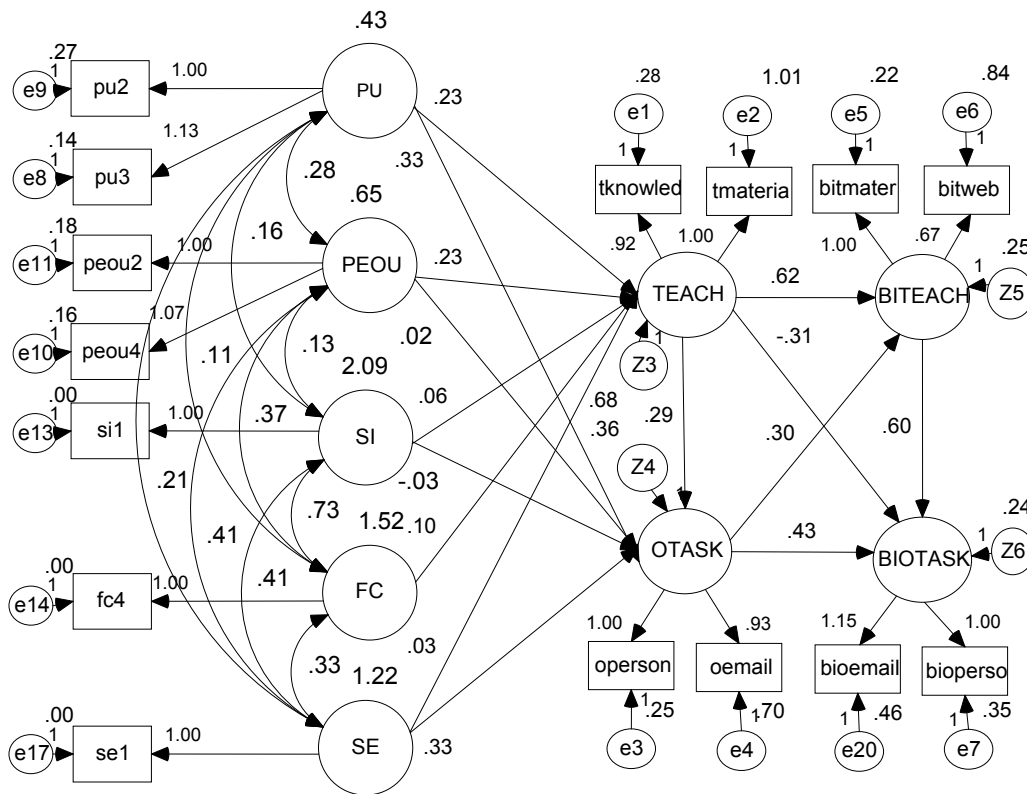 .43
.27
1
e9
pu2
1.00
PU
.23
1.13
.14
1
e8
pu3
.33
.28
.65
.18
1
e11
peou2
1.00
PEOU
.23
.16
.16
1
e10
peou4
1.07
.11
.13
.02
2.09
.00
1
e13
si1
1.00
.37
SI
.06
.68
.36
.21
.41
.73
-.03
1.52
.10
.41
.00
1
e14
fc4
1.00
FC
.33
1.22
.03
.00
1
e17
se1
1.00
SE
.33
.28
e1
1
tknowled
1.01
e2
1
tmateria
.92
1.00
TEACH
1
Z3
.22
e5
1
bitmater
.84
e6
1
bitweb
1.00
.67
.25
.62
BITEACH
1
Z5
-.31
.29
.30
.60
Z4
1
OTASK
.43
BIOTASK
.24
1
Z6
1.00
.93
operson
oemail
1
.25
1
.70
e3
e4
1.15
1.00
bioemail
bioperso
1
.46
1
.35
e20
e7